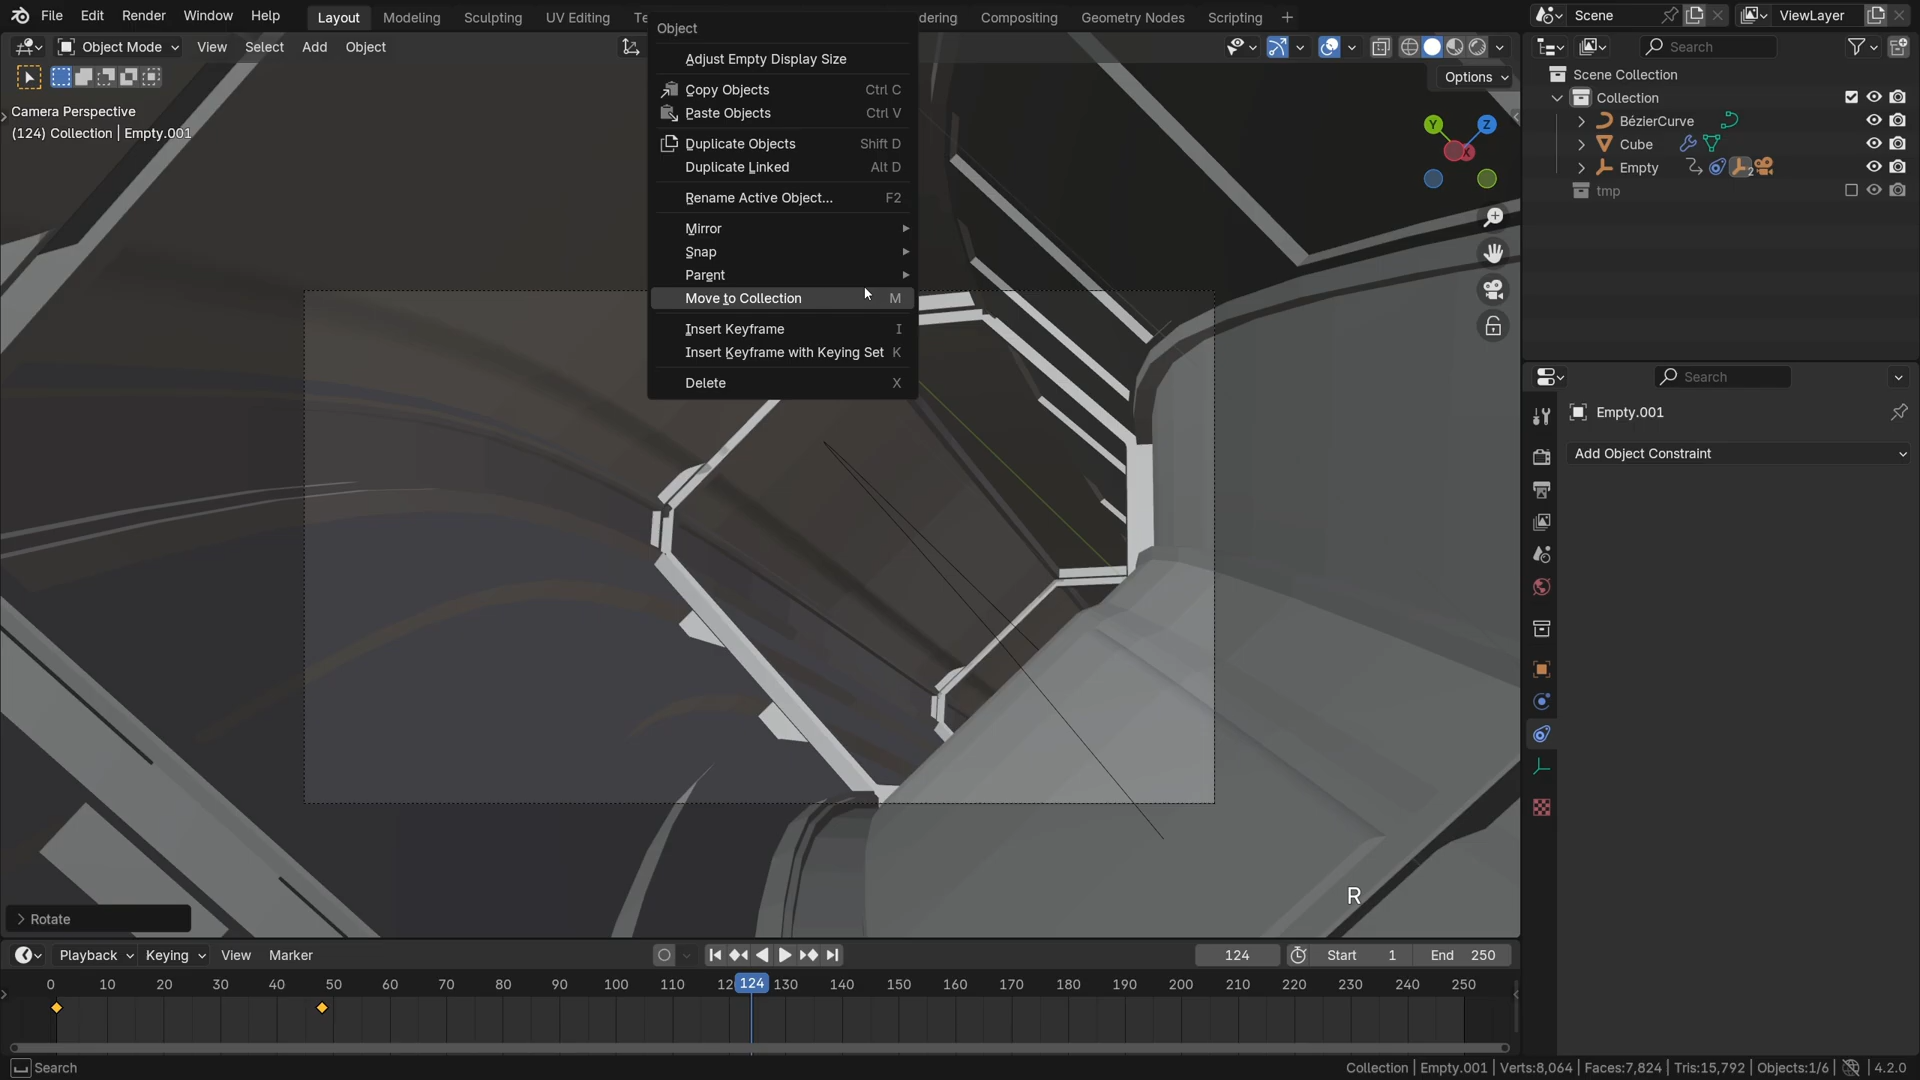 File Edit Render Window Help Layout Modeling Sculpting UV Editing Te dering Compositing Geometry Nodes Scripting + Scene ViewLayer
Object Mode View Select Add Object
Options
Camera Perspective
(124) Collection | Empty.001
Object
Adjust Empty Display Size
Copy Objects Ctrl C
Paste Objects Ctrl V
Duplicate Objects Shift D
Duplicate Linked Alt D
Rename Active Object... F2
Mirror
Snap
Parent
Move to Collection M
Insert Keyframe I
Insert Keyframe with Keying Set K
Delete X
Y Z
X
Search
Scene Collection
Collection
BézierCurve
Cube
Empty 2
tmp
Search
Empty.001
Add Object Constraint
R
Rotate
Playback Keying View Marker 124 Start 1 End 250
0 10 20 30 40 50 60 70 80 90 100 110 12 124 130 140 150 160 170 180 190 200 210 220 230 240 250
Search Collection | Empty.001 | Verts:8,064 | Faces:7,824 | Tris:15,792 | Objects:1/6 | 4.2.0